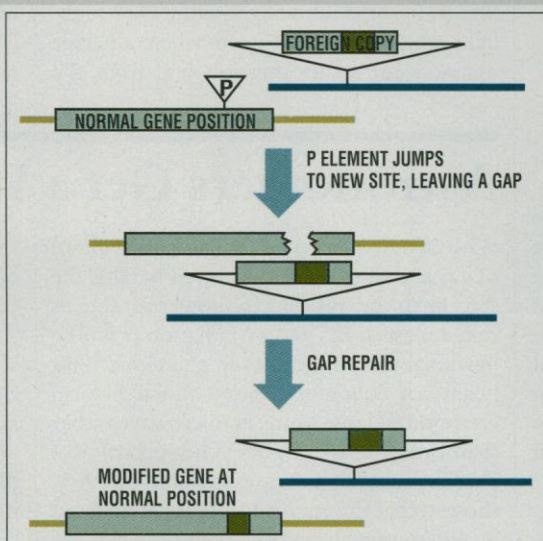 FOREIGN COPY
P
NORMAL GENE POSITION
P ELEMENT JUMPS
TO NEW SITE, LEAVING A GAP
GAP REPAIR
MODIFIED GENE AT
NORMAL POSITION